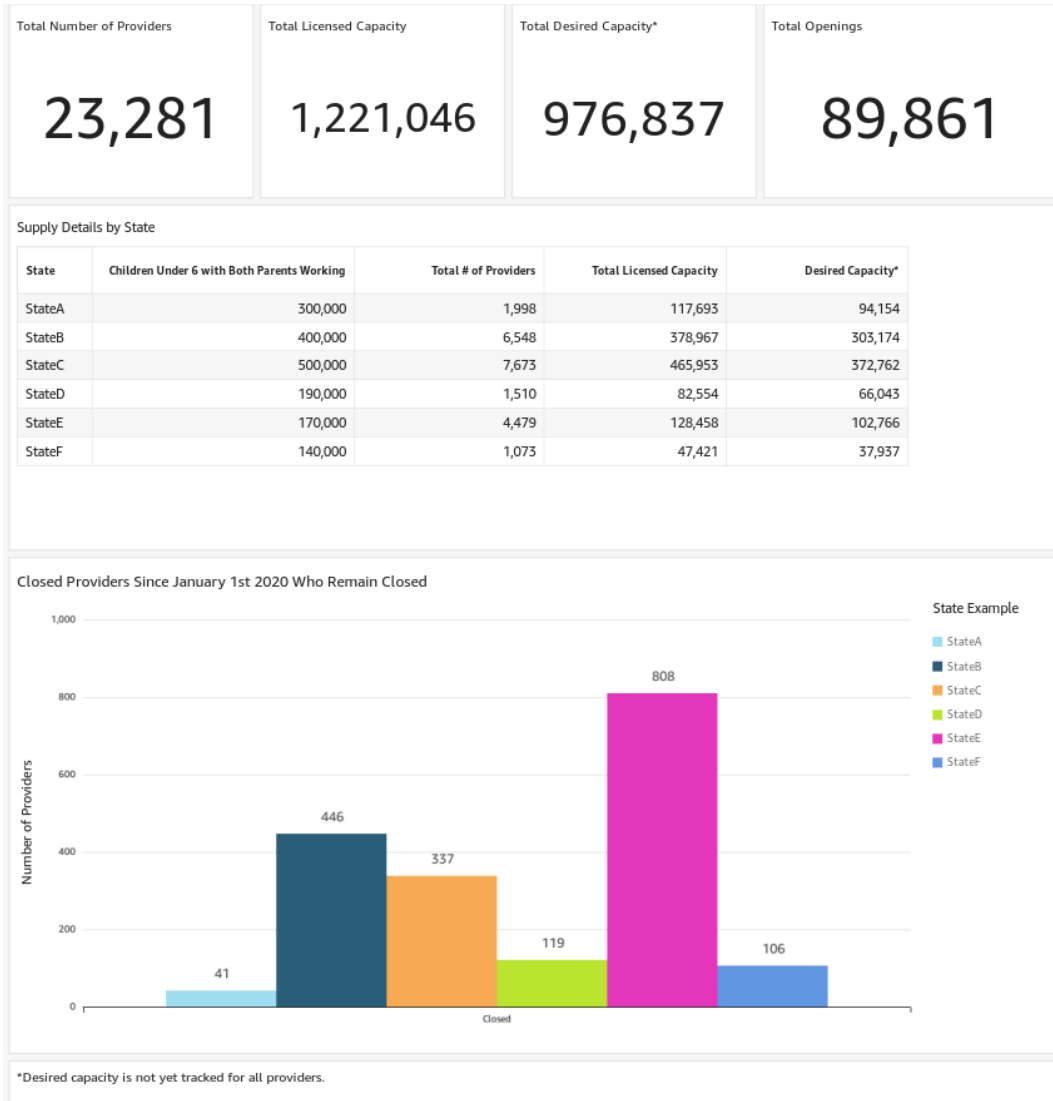 Total Number of Providers
23,281
Total Licensed Capacity
1,221,046
Total Desired Capacity*
976,837
Total Openings
89,861
Supply Details by State
State Children Under 6 with Both Parents Working Total # of Providers Total Licensed Capacity Desired Capacity*
StateA 300,000 1,998 117,693 94,154
StateB 400,000 6,548 378,967 303,174
StateC 500,000 7,673 465,953 372,762
StateD 190,000 1,510 82,554 66,043
StateE 170,000 4,479 128,458 102,766
StateF 140,000 1,073 47,421 37,937
Closed Providers Since January 1st 2020 Who Remain Closed
Number of Providers
1,000
800
600
400
200
0
41
446
337
119
808
106
Closed
State Example
StateA
StateB
StateC
StateD
StateE
StateF
*Desired capacity is not yet tracked for all providers.